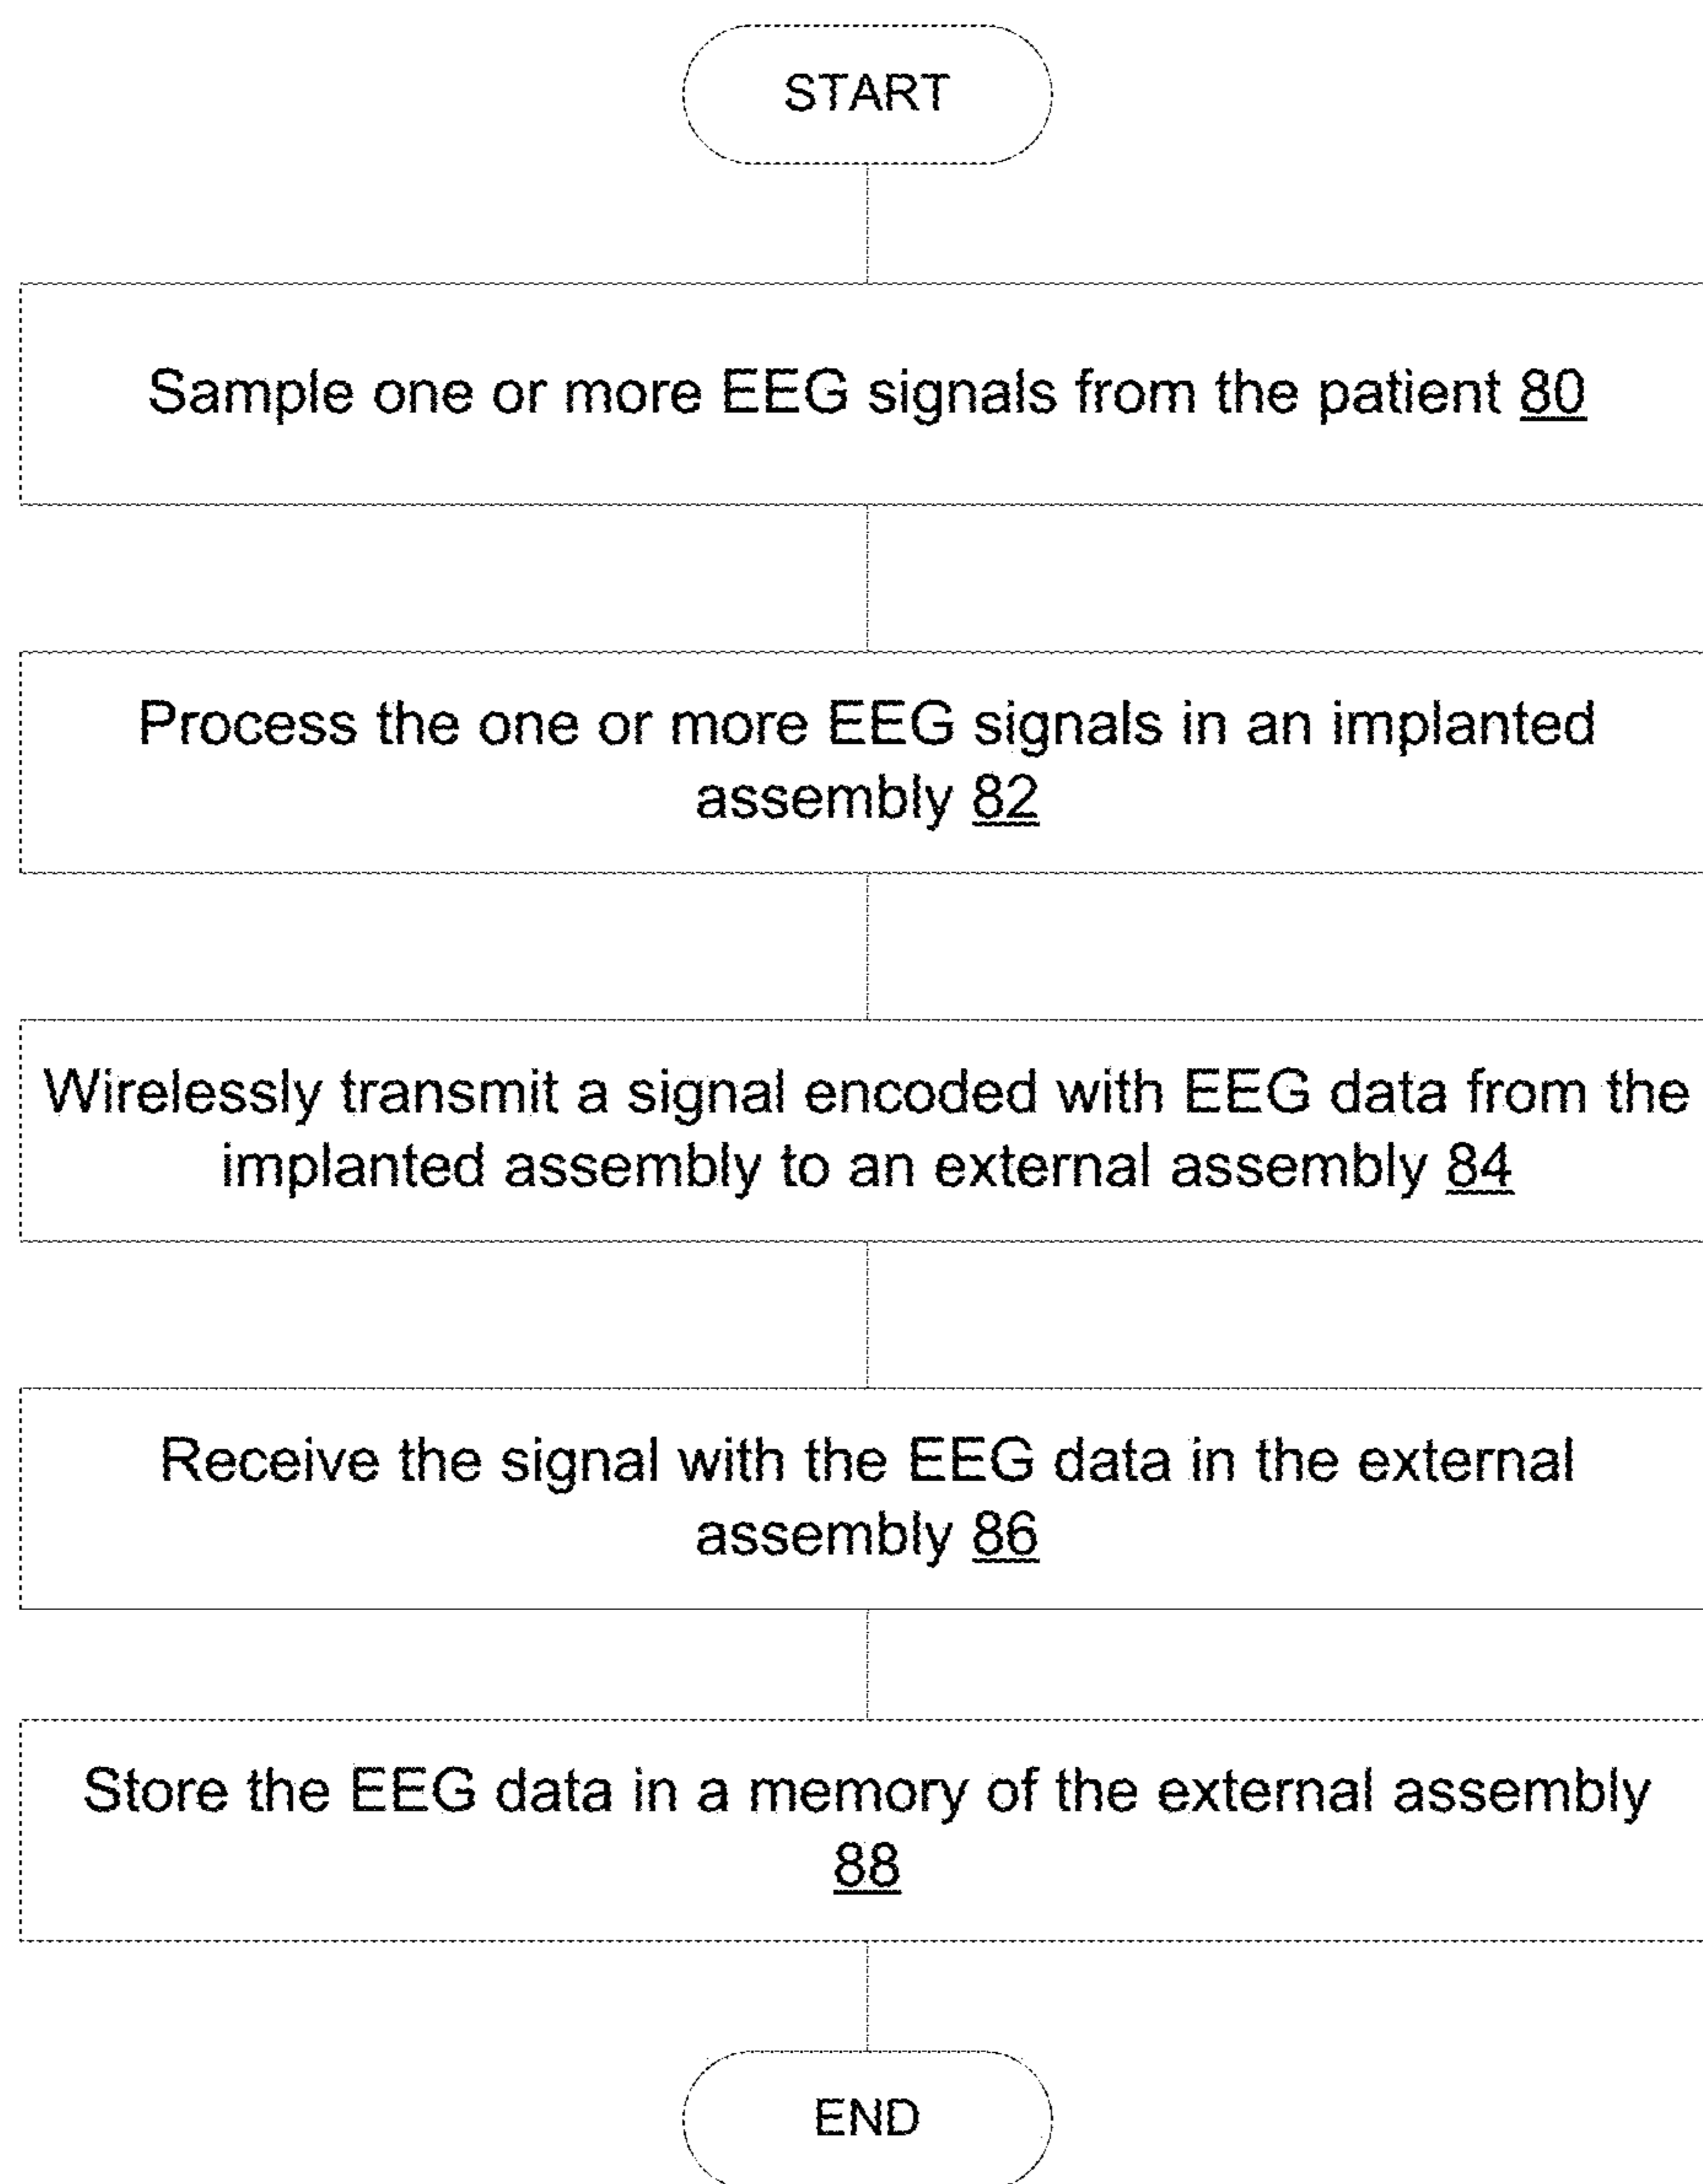 START
Sample one or more EEG signals from the patient 80
Process the one or more EEG signals in an implanted
assembly 82
Wirelessly transmit a signal encoded with EEG data from the
implanted assembly to an external assembly 84
Receive the signal with the EEG data in the external
assembly 86
Store the EEG data in a memory of the external assembly
88
END